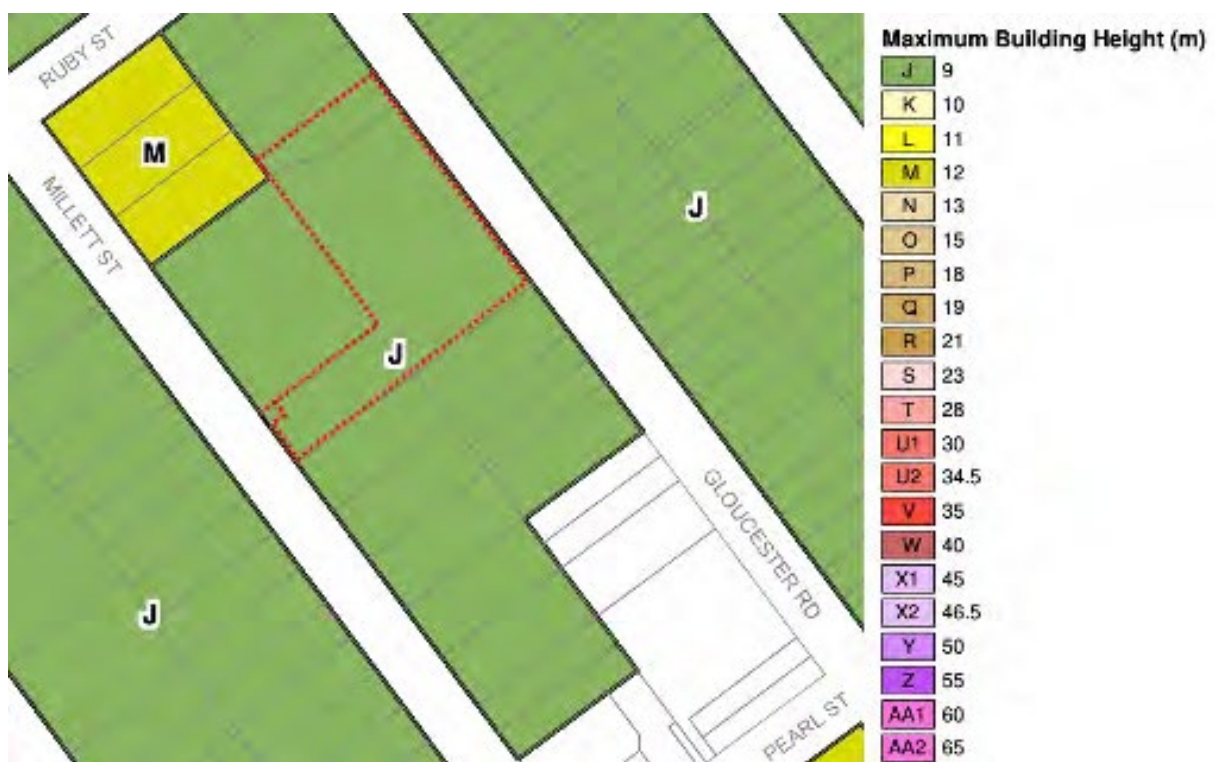 RUBY ST
M
MILLETT ST
J
J
J
GLOUCESTER RD
PEARL ST
Maximum Building Height (m)
J 9
K 10
L 11
M 12
N 13
O 15
P 18
Q 19
R 21
S 23
T 28
U1 30
U2 34.5
V 35
W 40
X1 45
X2 46.5
Y 50
Z 55
AA1 60
AA2 65